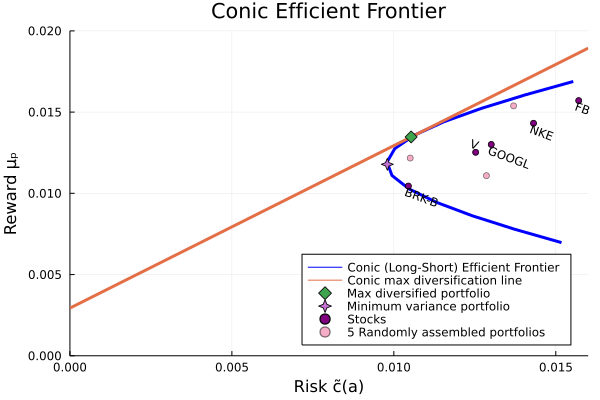 Conic Efficient Frontier
0.020
0.015
0.010
0.005
0.000
Reward μₚ
FB
NKE
V
GOOGL
BRK-B
Conic (Long-Short) Efficient Frontier
Conic max diversification line
Max diversified portfolio
Minimum variance portfolio
Stocks
5 Randomly assembled portfolios
0.000
0.005
0.010
0.015
Risk c̃(a)